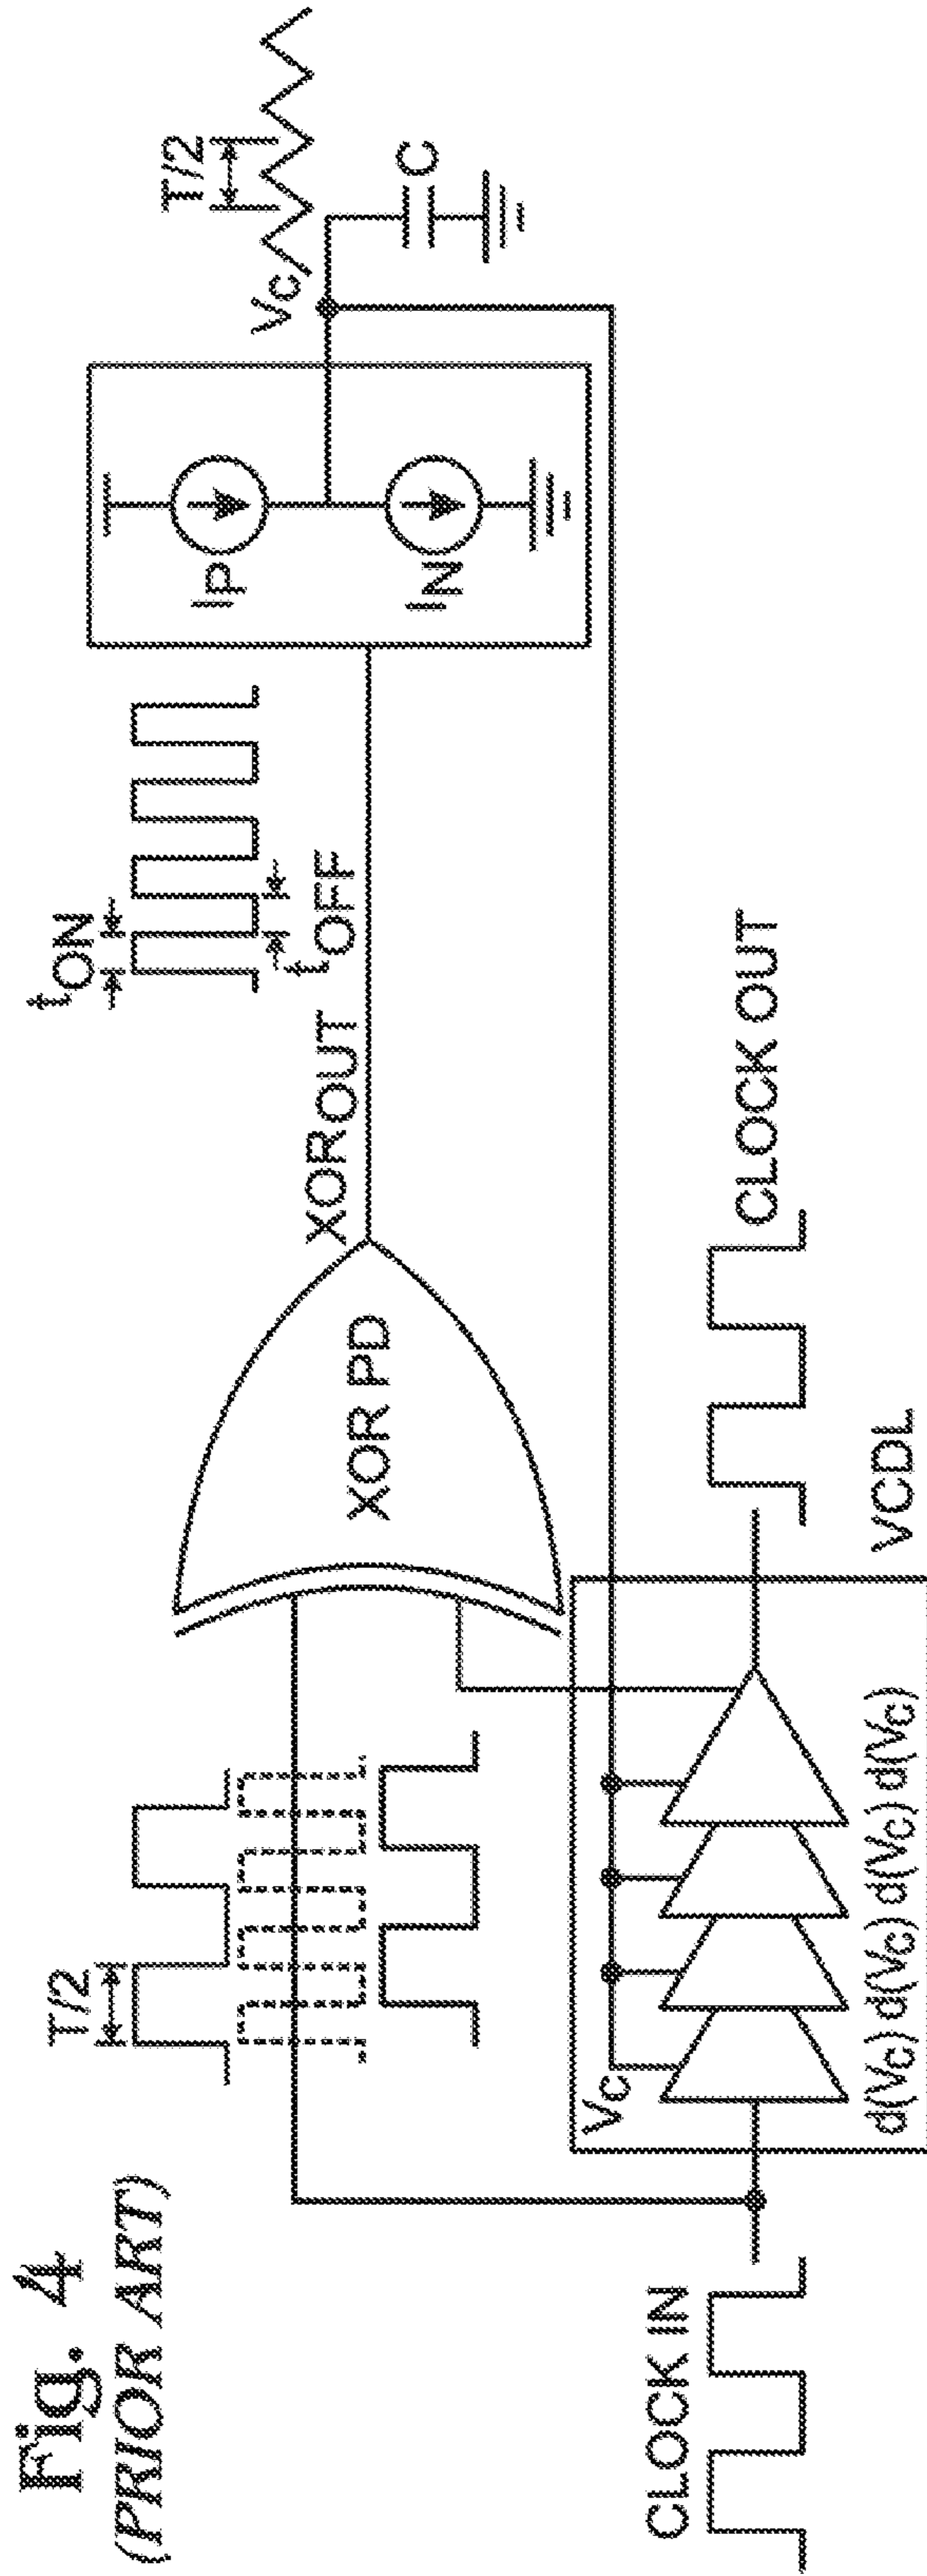 Fig. 4
(PRIOR ART)
T/2
tON
tOFF
XOROUT
XOR PD
IP
IN
VC
T/2
C
CLOCK IN
VC
d(VC) d(VC) d(VC) d(VC)
VCDL
CLOCK OUT